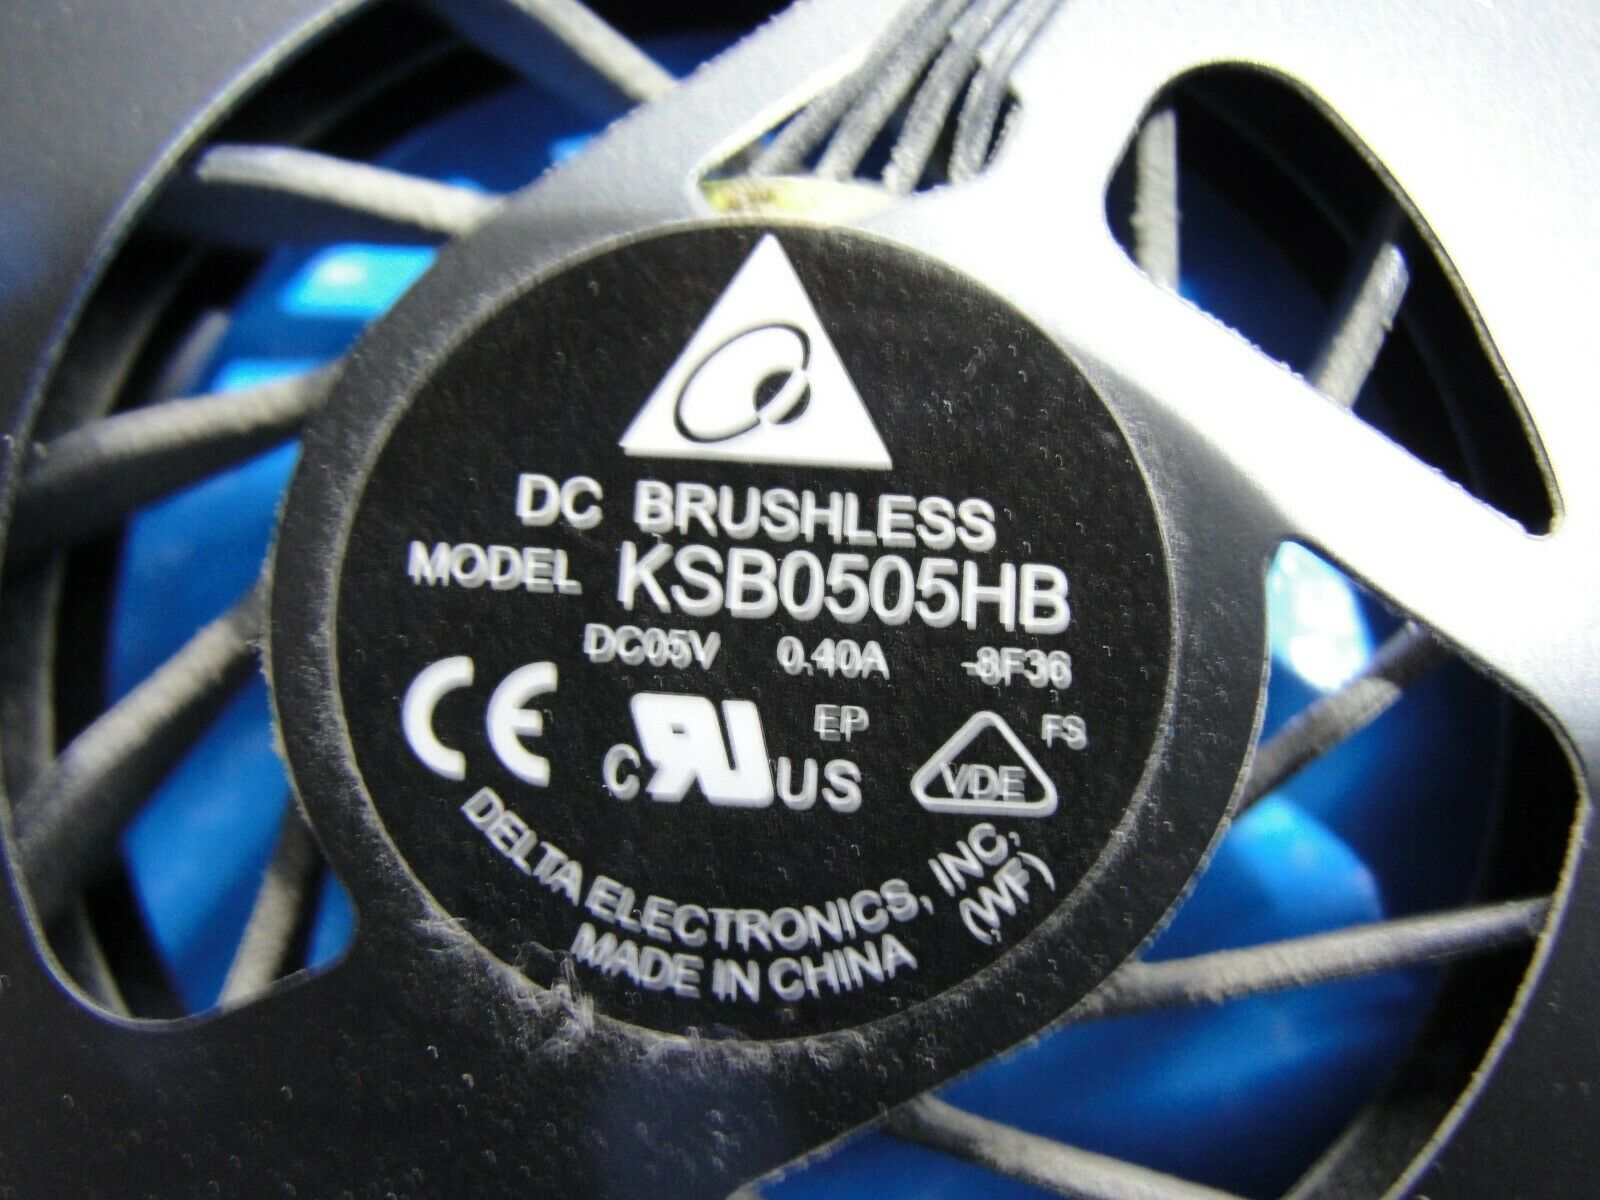 DC BRUSHLESS
MODEL KSB0505HB
DC05V 0.40A -8F36
CE C RU US EP VDE FS
DELTA ELECTRONICS, INC.
MADE IN CHINA (WF)